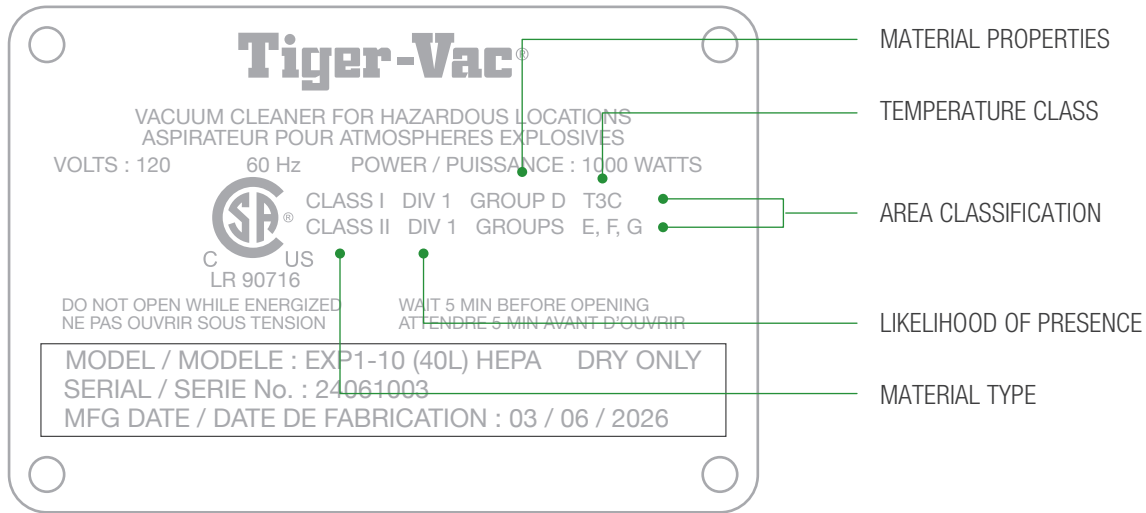 Tiger-Vac®
VACUUM CLEANER FOR HAZARDOUS LOCATIONS
ASPIRATEUR POUR ATMOSPHERES EXPLOSIVES
VOLTS : 120 60 Hz POWER / PUISSANCE : 1000 WATTS
CSA ®
C US
LR 90716
CLASS I DIV 1 GROUP D T3C
CLASS II DIV 1 GROUPS E, F, G
DO NOT OPEN WHILE ENERGIZED
NE PAS OUVRIR SOUS TENSION
WAIT 5 MIN BEFORE OPENING
ATTENDRE 5 MIN AVANT D'OUVRIR
MODEL / MODELE : EXP1-10 (40L) HEPA DRY ONLY
SERIAL / SERIE No. : 24061003
MFG DATE / DATE DE FABRICATION : 03 / 06 / 2026
MATERIAL PROPERTIES
TEMPERATURE CLASS
AREA CLASSIFICATION
LIKELIHOOD OF PRESENCE
MATERIAL TYPE